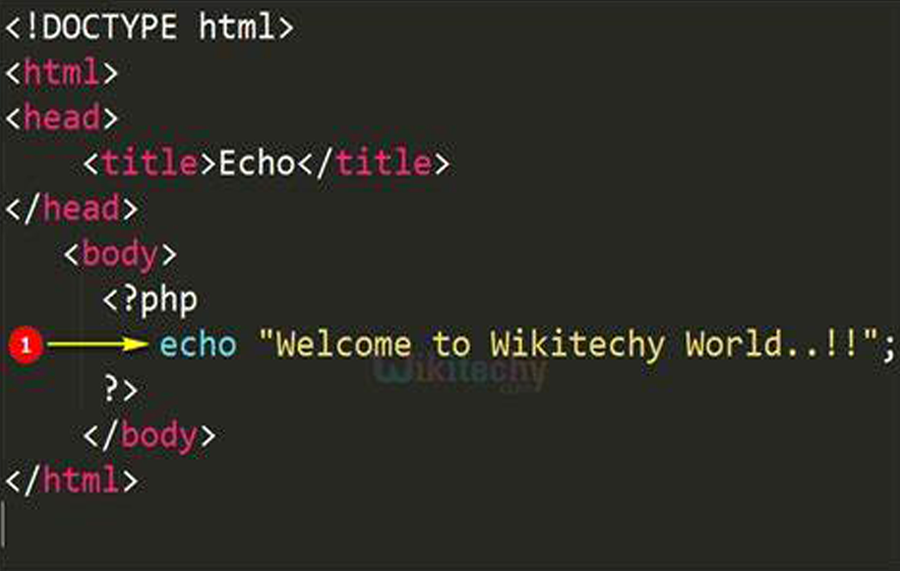 <!DOCTYPE html>
<html>
<head>
<title>Echo</title>
</head>
<body>
<?php
1 echo "Welcome to Wikitechy World..!!";
Wikitechy
.com
?>
</body>
</html>